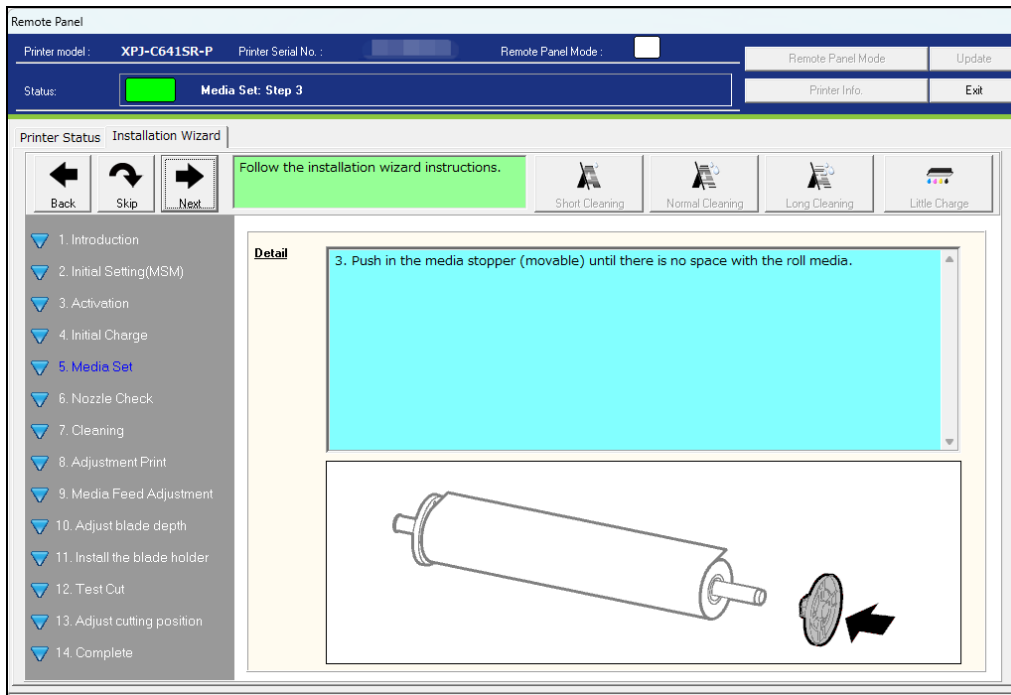 Remote Panel
Printer model : XPJ-C641SR-P Printer Serial No. : Remote Panel Mode :
Remote Panel Mode Update
Status: Media Set: Step 3
Printer Info. Exit
Printer Status Installation Wizard
Back Skip Next
Follow the installation wizard instructions.
Short Cleaning Normal Cleaning Long Cleaning Little Charge
1. Introduction
2. Initial Setting(MSM)
3. Activation
4. Initial Charge
5. Media Set
6. Nozzle Check
7. Cleaning
8. Adjustment Print
9. Media Feed Adjustment
10. Adjust blade depth
11. Install the blade holder
12. Test Cut
13. Adjust cutting position
14. Complete
Detail
3. Push in the media stopper (movable) until there is no space with the roll media.